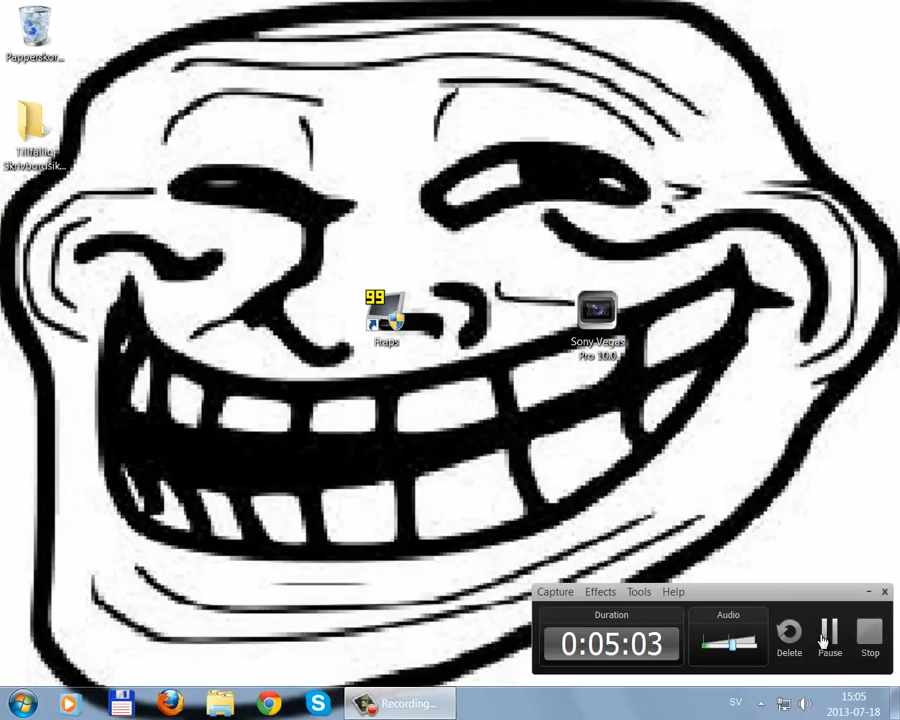 Papperskor...
Tillfällig
Skrivbordsik...
99
Fraps
Sony Vegas
Pro 10.0
Capture Effects Tools Help
Duration
0:05:03
Audio
Delete
Pause
Stop
Recording...
SV
15:05
2013-07-18